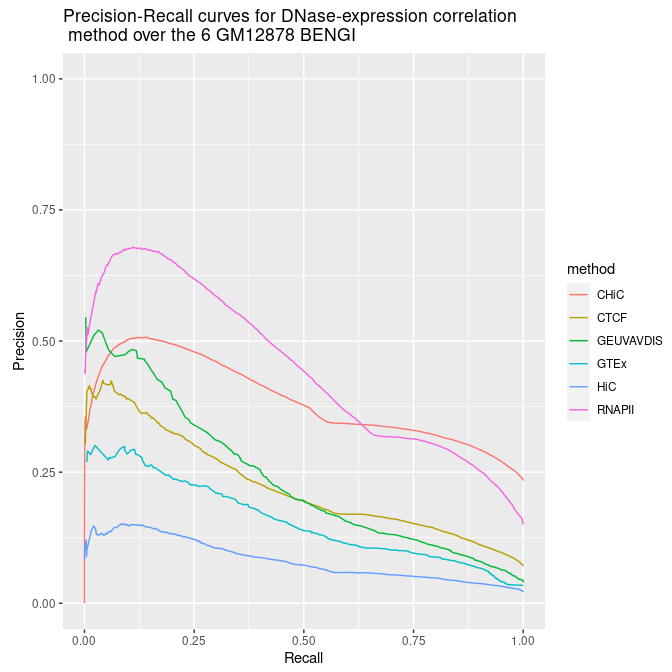 Precision-Recall curves for DNase-expression correlation
method over the 6 GM12878 BENGI
1.00
0.75
0.50
0.25
0.00
Precision
0.00 0.25 0.50 0.75 1.00
Recall
method
CHiC
CTCF
GEUVAVDIS
GTEx
HiC
RNAPII